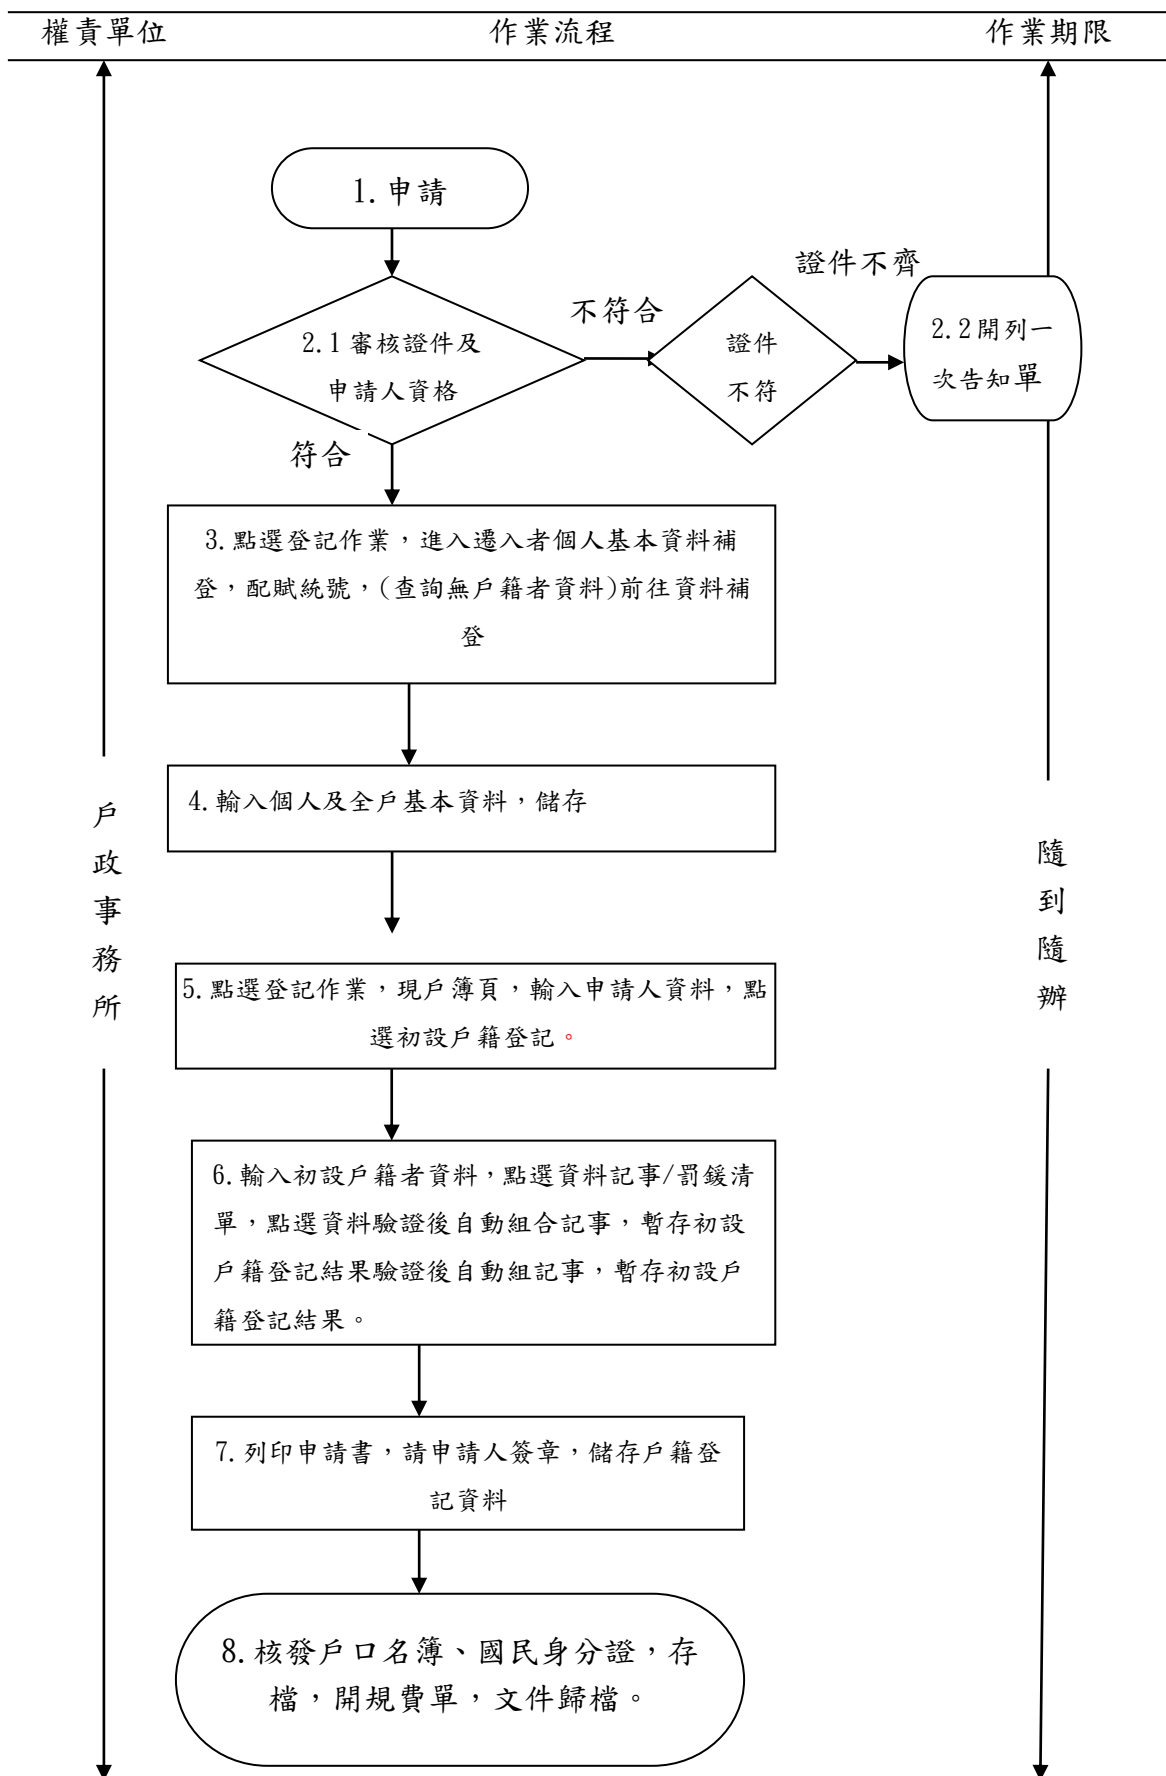 權責單位
作業流程
作業期限
1.申請
證件不齊
不符合
2.1審核證件及
申請人資格
證件
不符
2.2開列一
次告知單
符合
3.點選登記作業，進入遷入者個人基本資料補
登，配賦統號，(查詢無戶籍者資料)前往資料補
登
4.輸入個人及全戶基本資料，儲存
戶
政
事
務
所
隨
到
隨
辦
5.點選登記作業，現戶簿頁，輸入申請人資料，點
選初設戶籍登記。
6.輸入初設戶籍者資料，點選資料記事/罰鍰清
單，點選資料驗證後自動組合記事，暫存初設
戶籍登記結果驗證後自動組記事，暫存初設戶
籍登記結果。
7.列印申請書，請申請人簽章，儲存戶籍登
記資料
8.核發戶口名簿、國民身分證，存
檔，開規費單，文件歸檔。